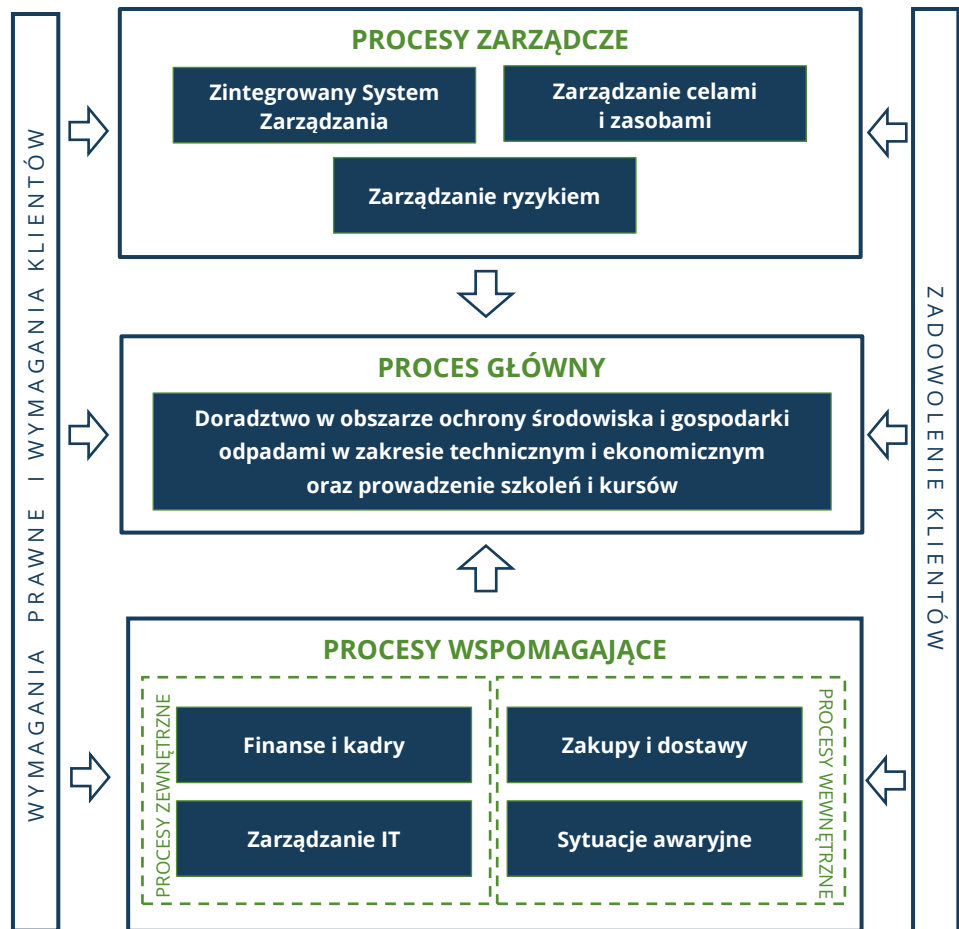 WYMAGANIA PRAWNE I WYMAGANIA KLIENTÓW
PROCESY ZARZĄDCZE
Zintegrowany System
Zarządzania
Zarządzanie celami
i zasobami
Zarządzanie ryzykiem
PROCES GŁÓWNY
Doradztwo w obszarze ochrony środowiska i gospodarki
odpadami w zakresie technicznym i ekonomicznym
oraz prowadzenie szkoleń i kursów
PROCESY WSPOMAGAJĄCE
PROCESY ZEWNĘTRZNE
Finanse i kadry
Zarządzanie IT
Zakupy i dostawy
Sytuacje awaryjne
PROCESY WEWNĘTRZNE
ZADOWOLENIE KLIENTÓW